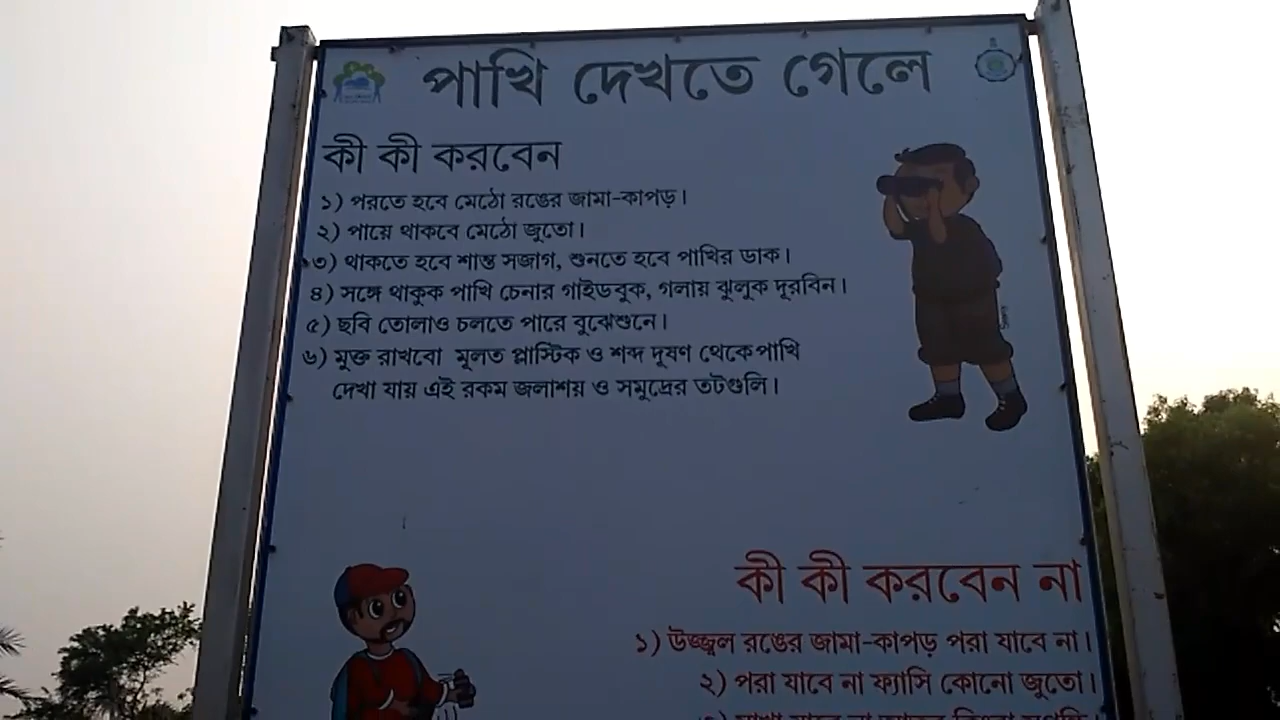 পাখি দেখতে গেলে
কী কী করবেন
১) পরতে হবে মেঠো রঙের জামা-কাপড়।
২) পায়ে থাকবে মেঠো জুতো।
৩) থাকতে হবে শান্ত সজাগ, শুনতে হবে পাখির ডাক।
৪) সঙ্গে থাকুক পাখি চেনার গাইডবুক, গলায় ঝুলুক দূরবিন।
৫) ছবি তোলাও চলতে পারে বুঝেশুনে।
৬) মুক্ত রাখবো মূলত প্লাস্টিক ও শব্দ দূষণ থেকে পাখি
দেখা যায় এই রকম জলাশয় ও সমুদ্রের তটগুলি।
কী কী করবেন না
১) উজ্জ্বল রঙের জামা-কাপড় পরা যাবে না।
২) পরা যাবে না ফ্যাসি কোনো জুতো।